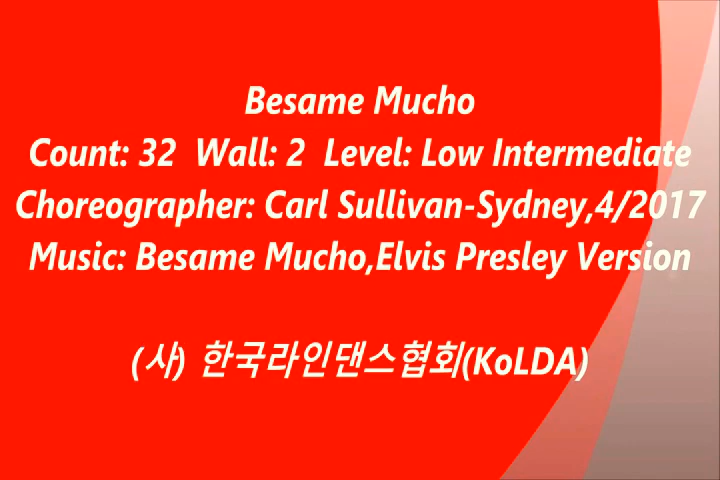 Besame Mucho
Count: 32 Wall: 2 Level: Low Intermediate
Choreographer: Carl Sullivan-Sydney,4/2017
Music: Besame Mucho,Elvis Presley Version
(사) 한국라인댄스협회(KoLDA)